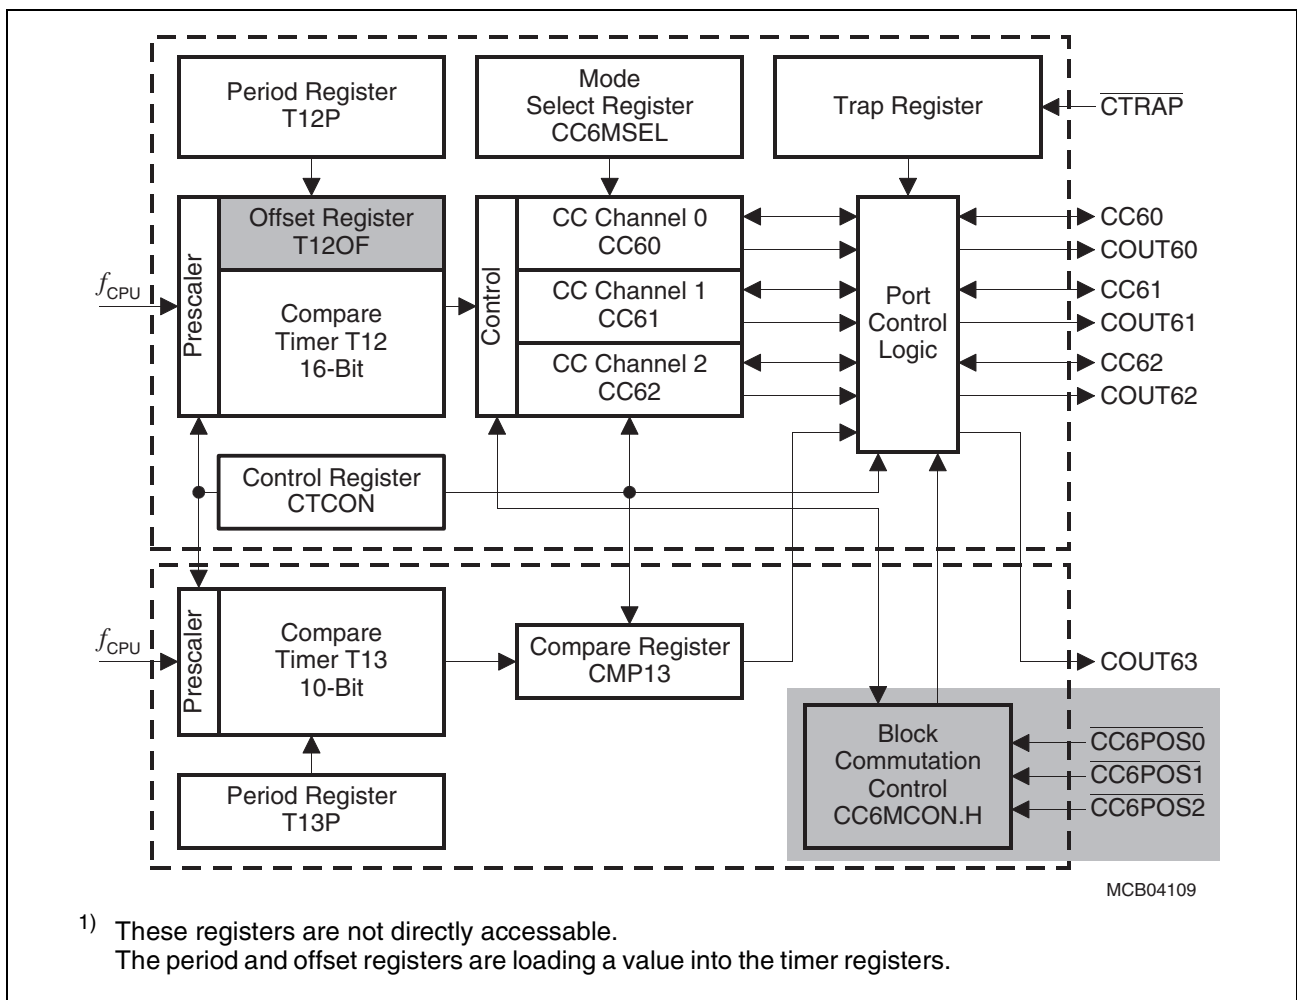 Period Register
T12P
Mode
Select Register
CC6MSEL
Trap Register
CTRAP
Prescaler
Offset Register
T12OF
Compare
Timer T12
16-Bit
fCPU
Control
CC Channel 0
CC60
CC Channel 1
CC61
CC Channel 2
CC62
Port
Control
Logic
CC60
COUT60
CC61
COUT61
CC62
COUT62
Control Register
CTCON
fCPU
Prescaler
Compare
Timer T13
10-Bit
Compare Register
CMP13
COUT63
Period Register
T13P
Block
Commutation
Control
CC6MCON.H
CC6POS0
CC6POS1
CC6POS2
MCB04109
1) These registers are not directly accessable.
The period and offset registers are loading a value into the timer registers.